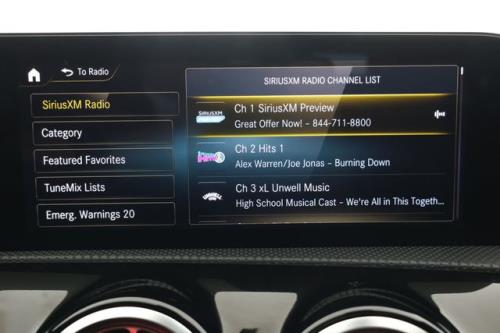 To Radio
SIRIUSXM RADIO CHANNEL LIST
SiriusXM Radio
Category
Featured Favorites
TuneMix Lists
Emerg. Warnings 20
SIRIUSXM
Ch 1 SiriusXM Preview
Great Offer Now! - 844-711-8800
Ch 2 Hits 1
Alex Warren/Joe Jonas - Burning Down
Ch 3 xL Unwell Music
High School Musical Cast - We're All in This Togeth...